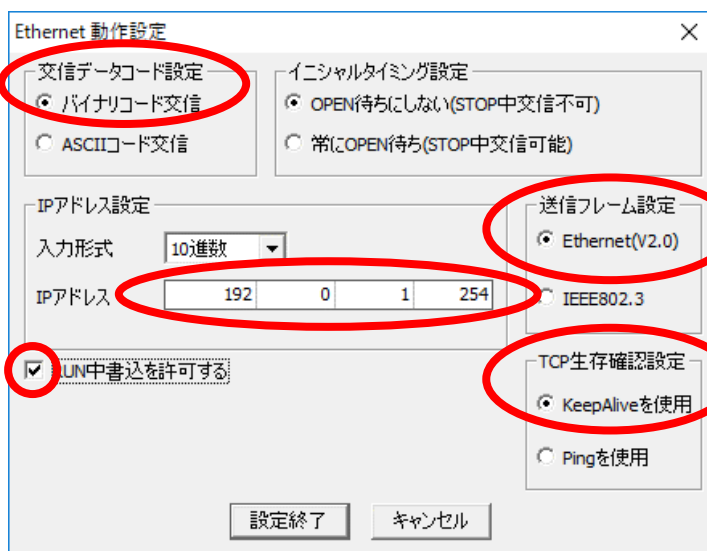 Ethernet 動作設定
交信データコード設定
バイナリコード交信
ASCIIコード交信
イニシャルタイミング設定
OPEN待ちにしない(STOP中交信不可)
常にOPEN待ち(STOP中交信可能)
IPアドレス設定
入力形式 10進数
IPアドレス 192 0 1 254
送信フレーム設定
Ethernet(V2.0)
IEEE802.3
RUN中書込を許可する
TCP生存確認設定
KeepAliveを使用
Pingを使用
設定終了 キャンセル